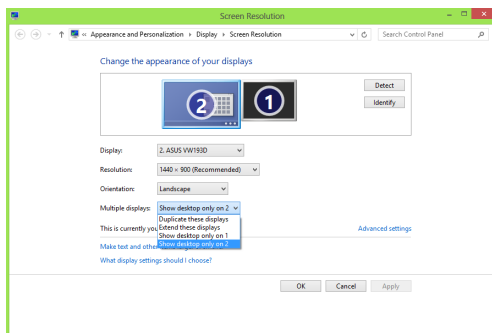 Screen Resolution
« Appearance and Personalization Display Screen Resolution
Search Control Panel
Change the appearance of your displays
2
1
Detect
Identify
Display: 2. ASUS VW193D
Resolution: 1440 × 900 (Recommended)
Orientation: Landscape
Multiple displays: Show desktop only on 2
Duplicate these displays
Extend these displays
Show desktop only on 1
Show desktop only on 2
This is currently you
Advanced settings
Make text and othe
What display settings should I choose?
OK Cancel Apply